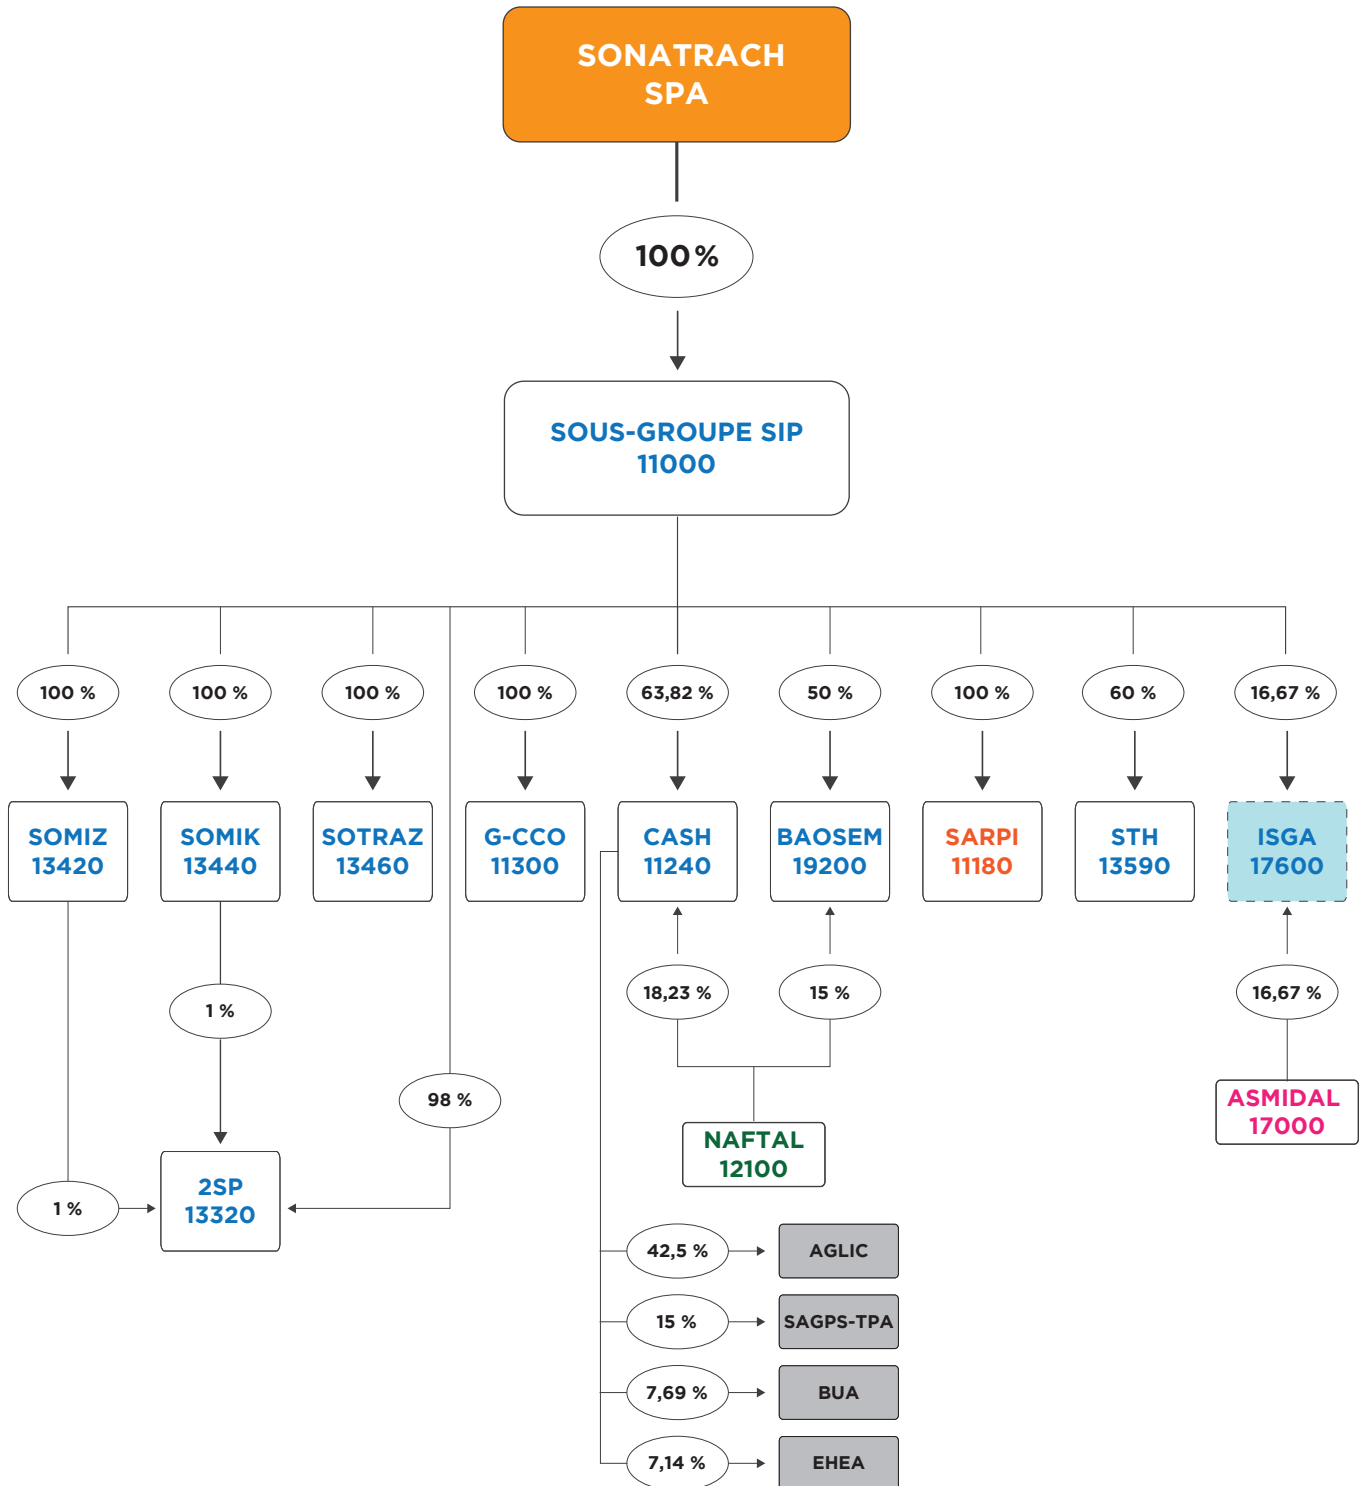 SONATRACH
SPA
100%
SOUS-GROUPE SIP
11000
100 %
100 %
100 %
100 %
63,82 %
50 %
100 %
60 %
16,67 %
SOMIZ
13420
SOMIK
13440
SOTRAZ
13460
G-CCO
11300
CASH
11240
BAOSEM
19200
SARPI
11180
STH
13590
ISGA
17600
1 %
18,23 %
15 %
16,67 %
98 %
ASMIDAL
17000
NAFTAL
12100
1 %
2SP
13320
42,5 %
AGLIC
15 %
SAGPS-TPA
7,69 %
BUA
7,14 %
EHEA